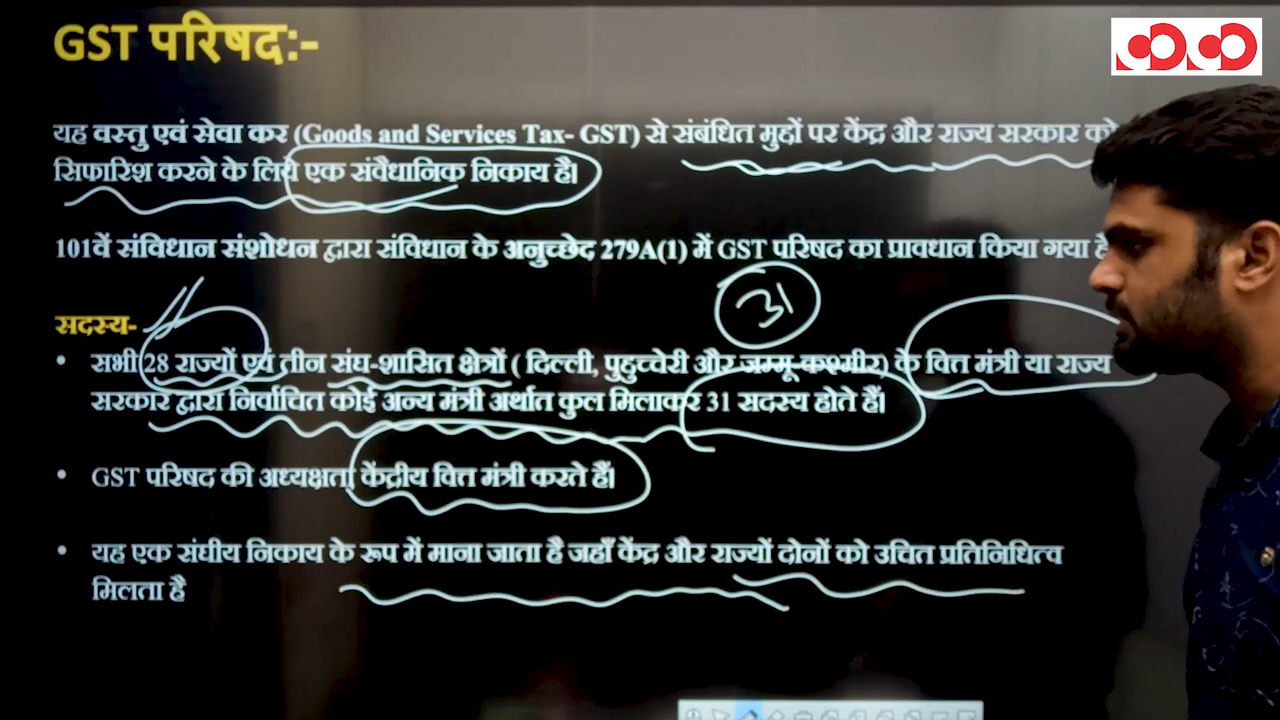 GST परिषद:-
यह वस्तु एवं सेवा कर (Goods and Services Tax- GST) से संबंधित मुद्दों पर केंद्र और राज्य सरकार को
सिफारिश करने के लिये एक संवैधानिक निकाय है।
101वें संविधान संशोधन द्वारा संविधान के अनुच्छेद 279A(1) में GST परिषद का प्रावधान किया गया है
31
सदस्य-
• सभी 28 राज्यों एवं तीन संघ-शासित क्षेत्रों ( दिल्ली, पुदुच्चेरी और जम्मू-कश्मीर) के वित्त मंत्री या राज्य
सरकार द्वारा निर्वाचित कोई अन्य मंत्री अर्थात कुल मिलाकर 31 सदस्य होते हैं।
• GST परिषद की अध्यक्षता केंद्रीय वित्त मंत्री करते हैं।
• यह एक संघीय निकाय के रूप में माना जाता है जहाँ केंद्र और राज्यों दोनों को उचित प्रतिनिधित्व
मिलता है